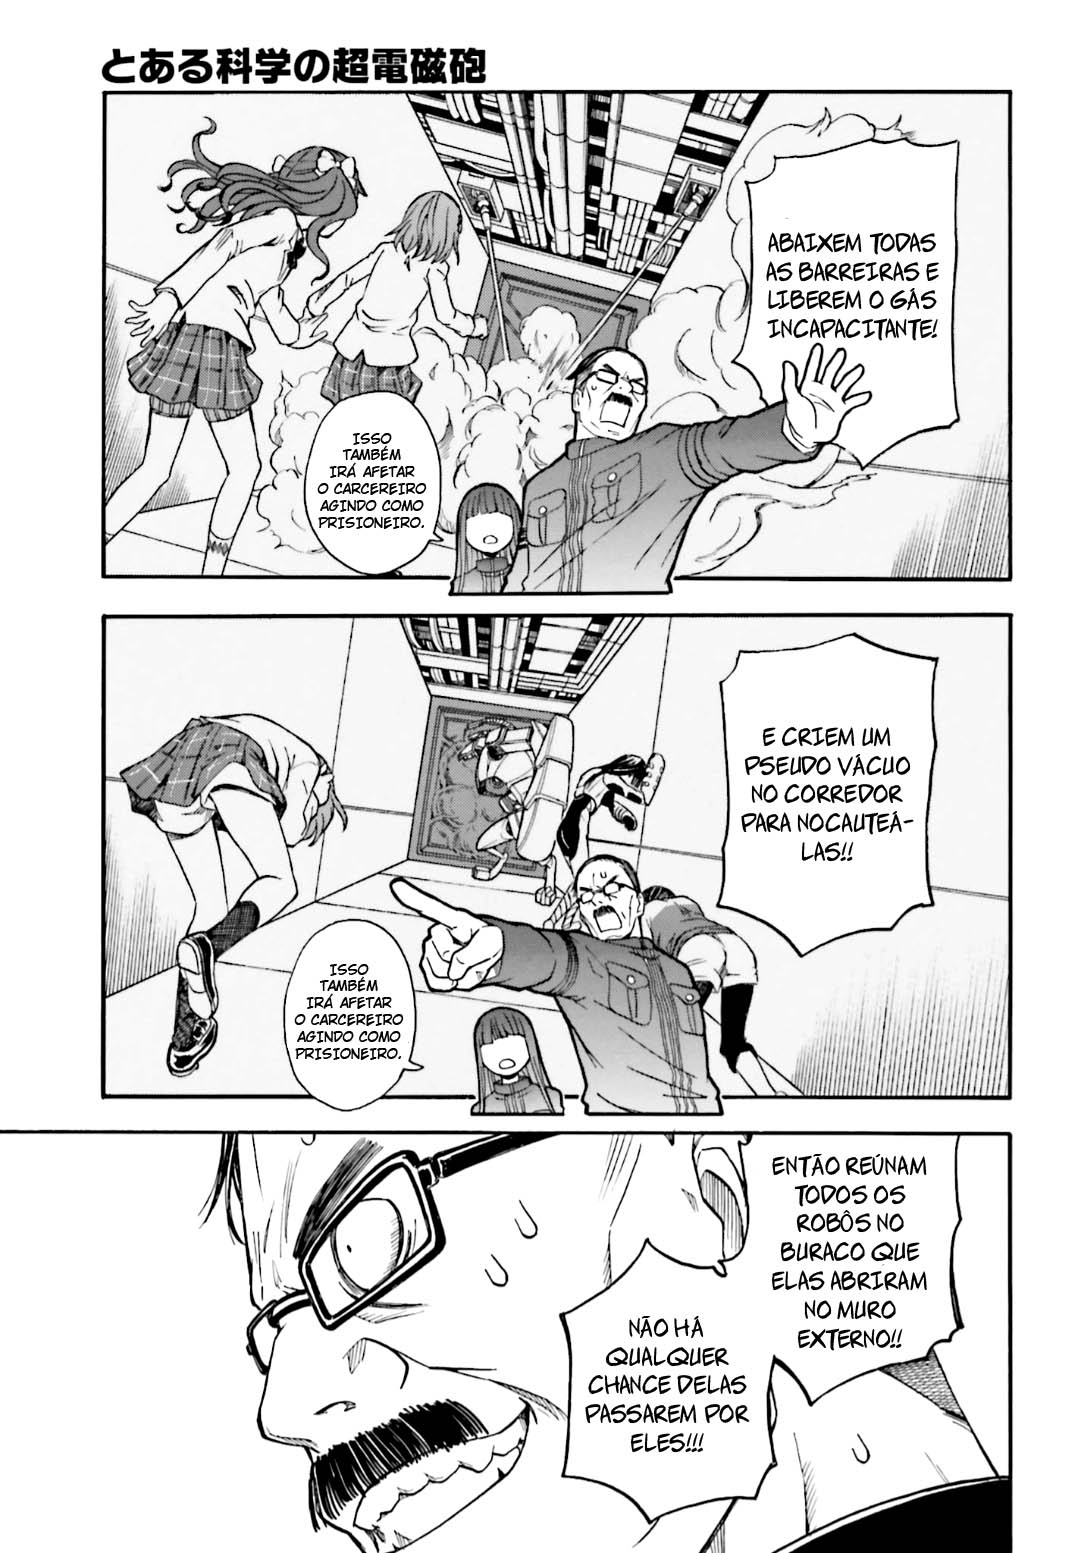 とある科学の超電磁砲
ABAIXEM TODAS
AS BARREIRAS E
LIBEREM O GÁS
INCAPACITANTE!
ISSO
TAMBÉM
IRÁ AFETAR
O CARCEREIRO
AGINDO COMO
PRISIONEIRO.
E CRIEM UM
PSEUDO VÁCUO
NO CORREDOR
PARA NOCAUTEÁ-
LAS!!
ISSO
TAMBÉM
IRÁ AFETAR
O CARCEREIRO
AGINDO COMO
PRISIONEIRO.
ENTÃO REÚNAM
TODOS OS
ROBÔS NO
BURACO QUE
ELAS ABRIRAM
NO MURO
EXTERNO!!
NÃO HÁ
QUALQUER
CHANCE DELAS
PASSAREM POR
ELES!!!